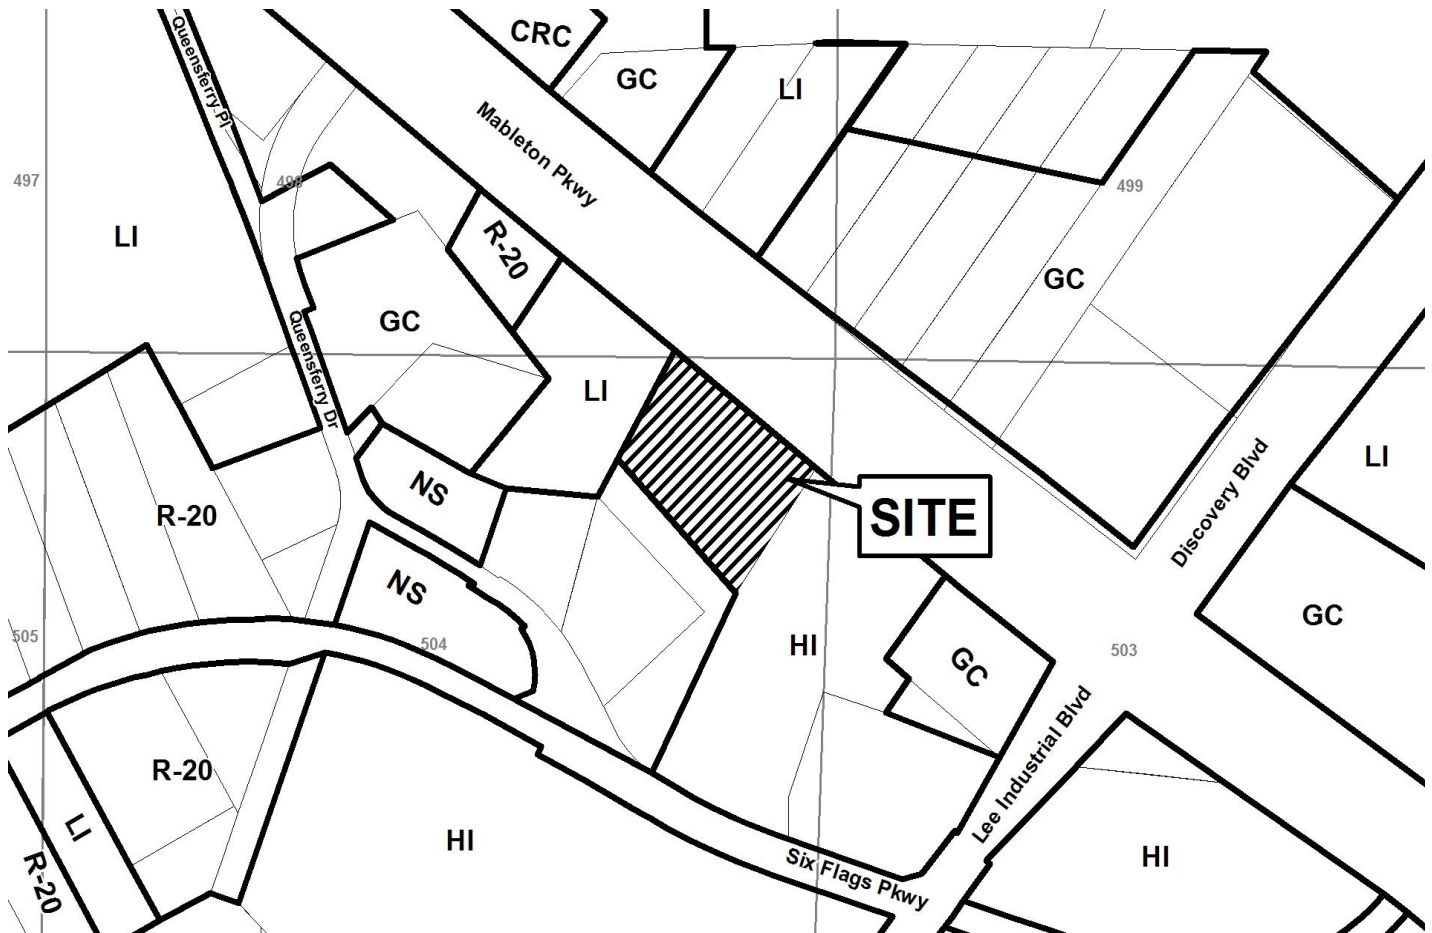 CRC
Queensferry Pl
GC
LI
Mableton Pkwy
497
498
499
LI
R-20
GC
GC
Queensferry Dr
LI
LI
Discovery Blvd
NS
R-20
SITE
NS
GC
505
504
HI
503
GC
Lee Industrial Blvd
R-20
LI
HI
HI
Six Flags Pkwy
R-20